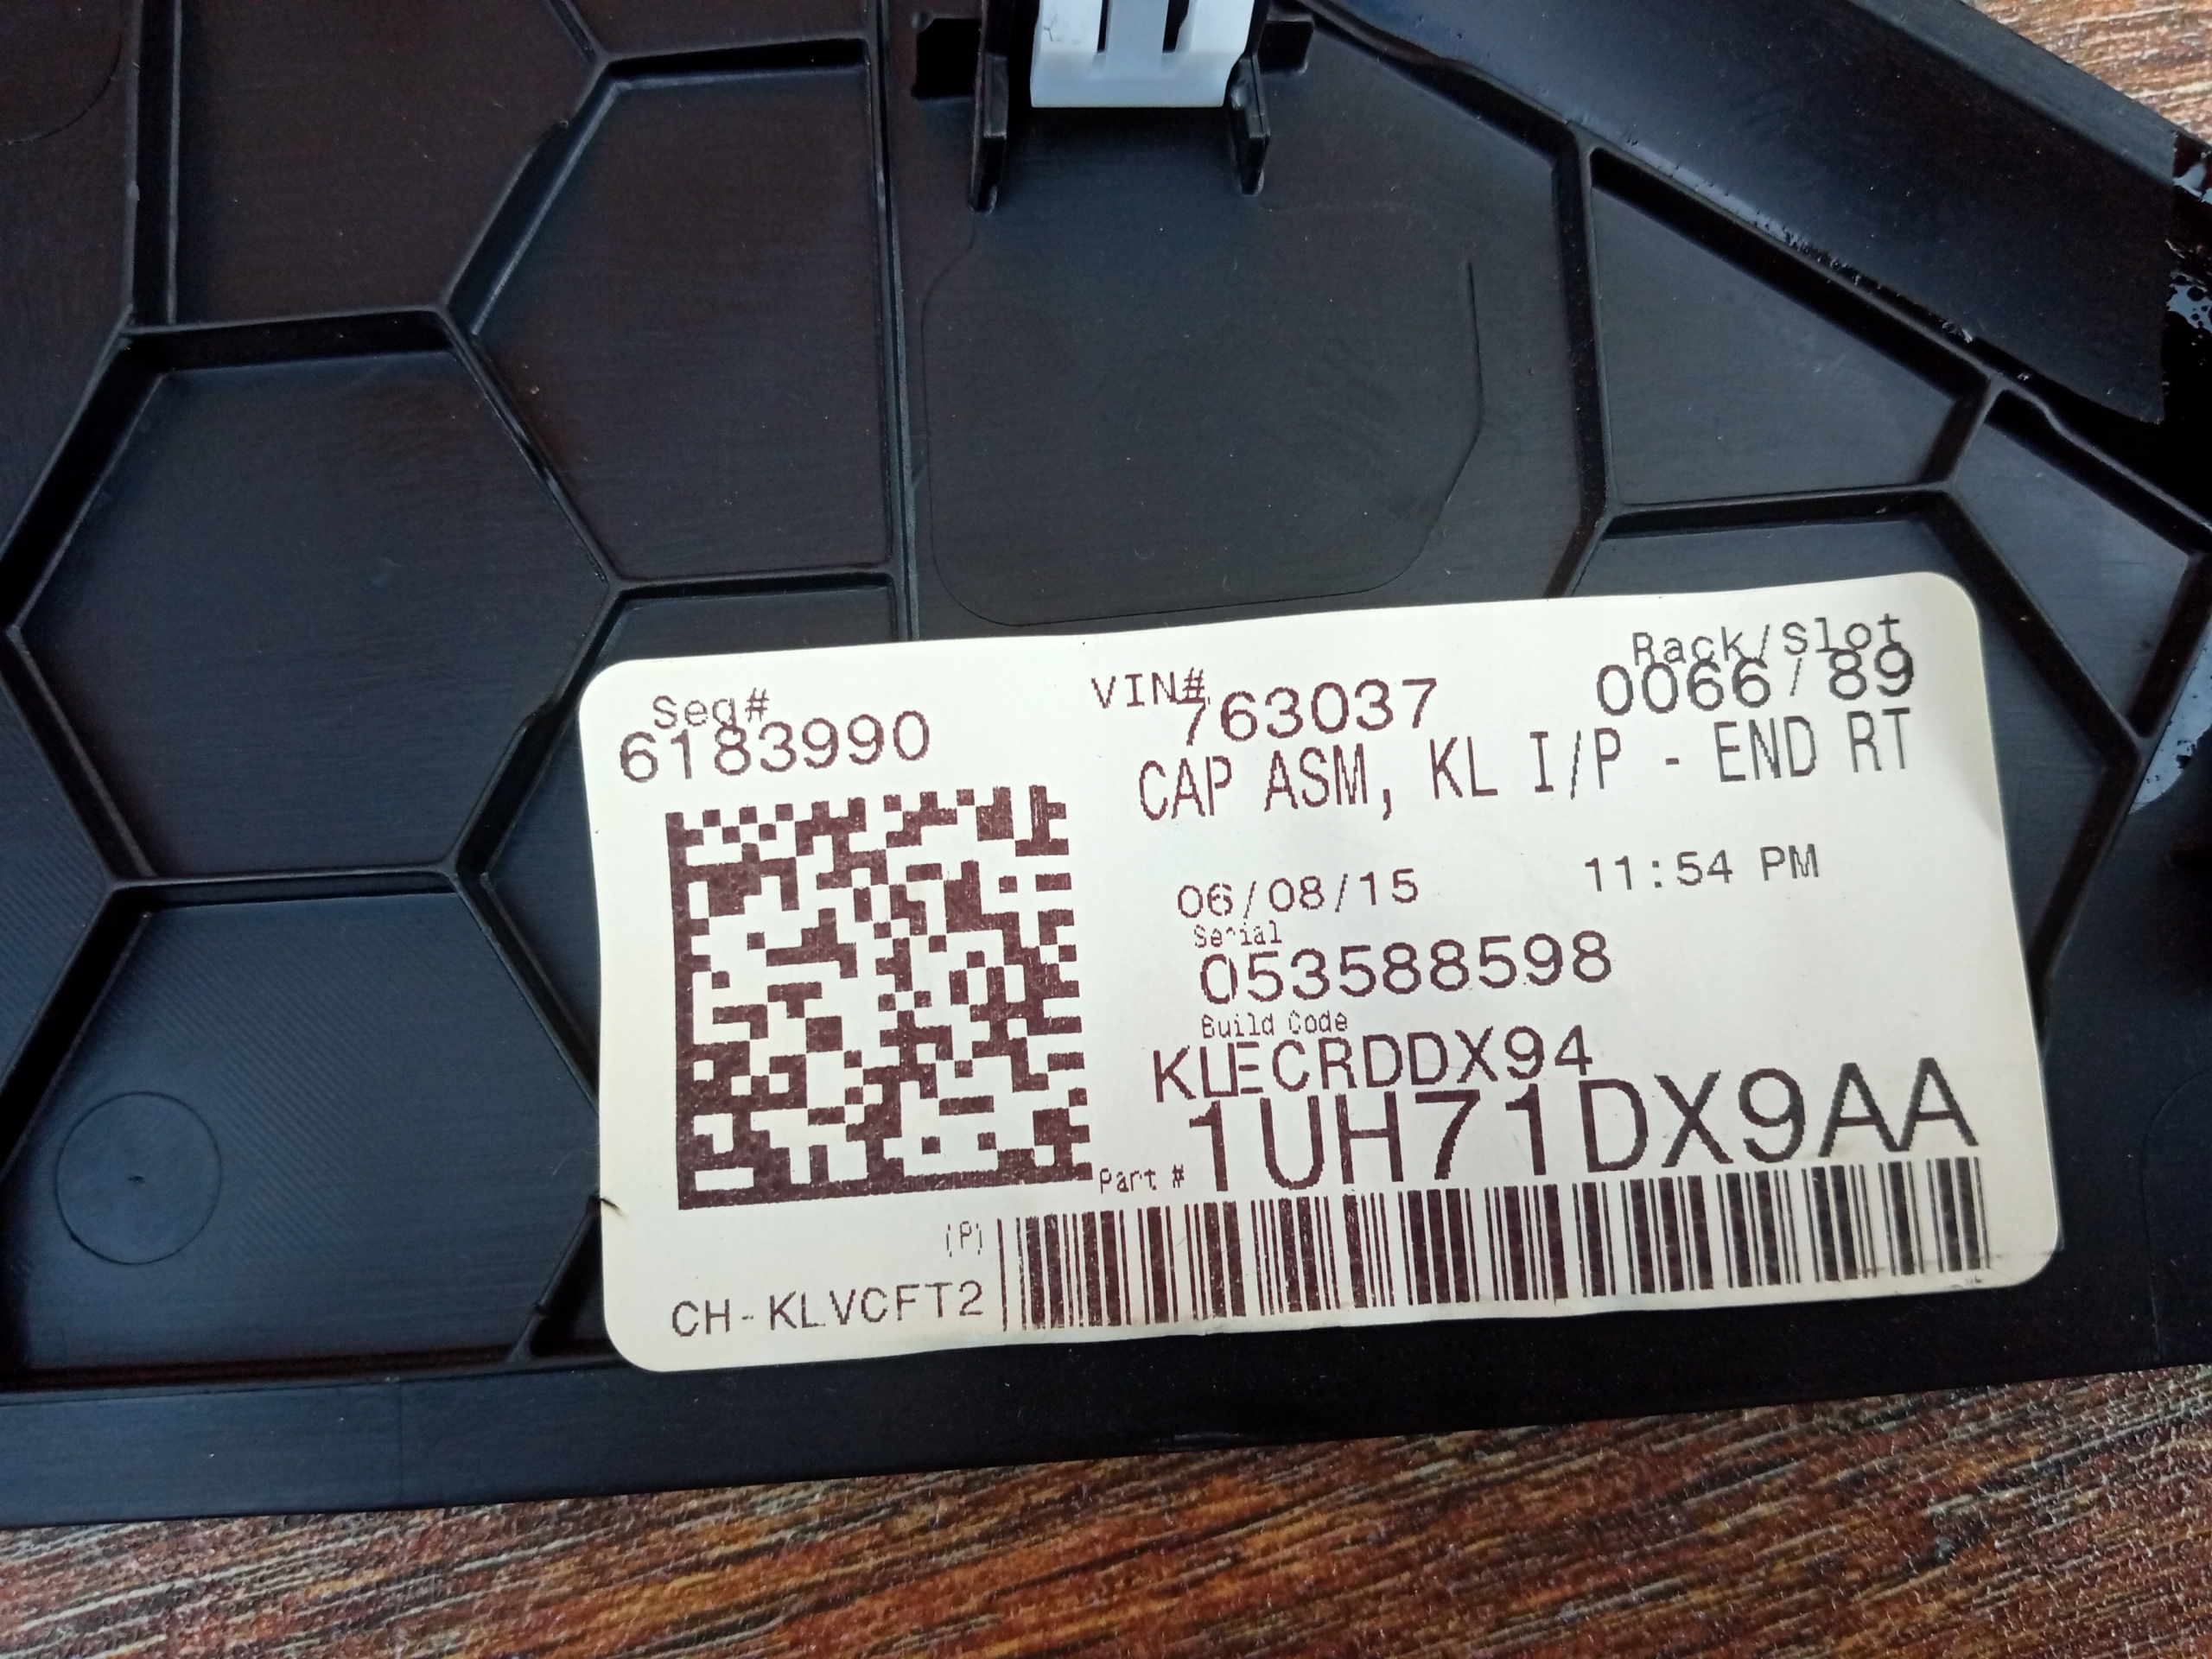 Seq#
6183990
VIN#
763037
Rack/Slot
0066/89
CAP ASM, KL I/P - END RT
06/08/15 11:54 PM
Serial
053588598
Build Code
KLECRDDX94
Part # 1UH71DX9AA
(P)
CH-KLVCFT2